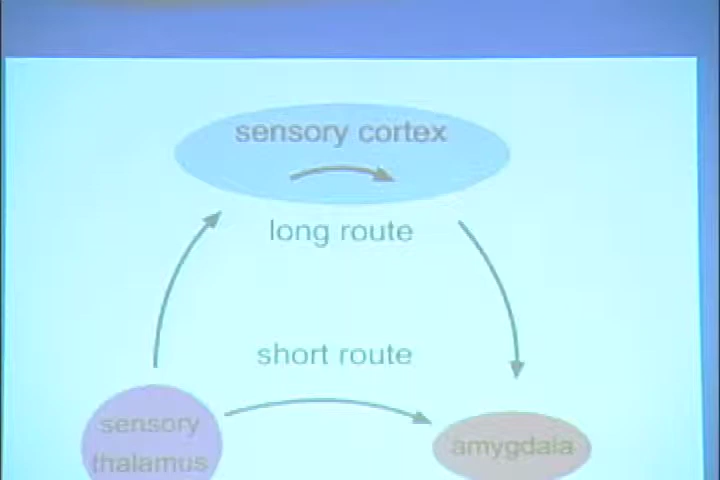 sensory cortex
long route
short route
sensory
thalamus
amygdala